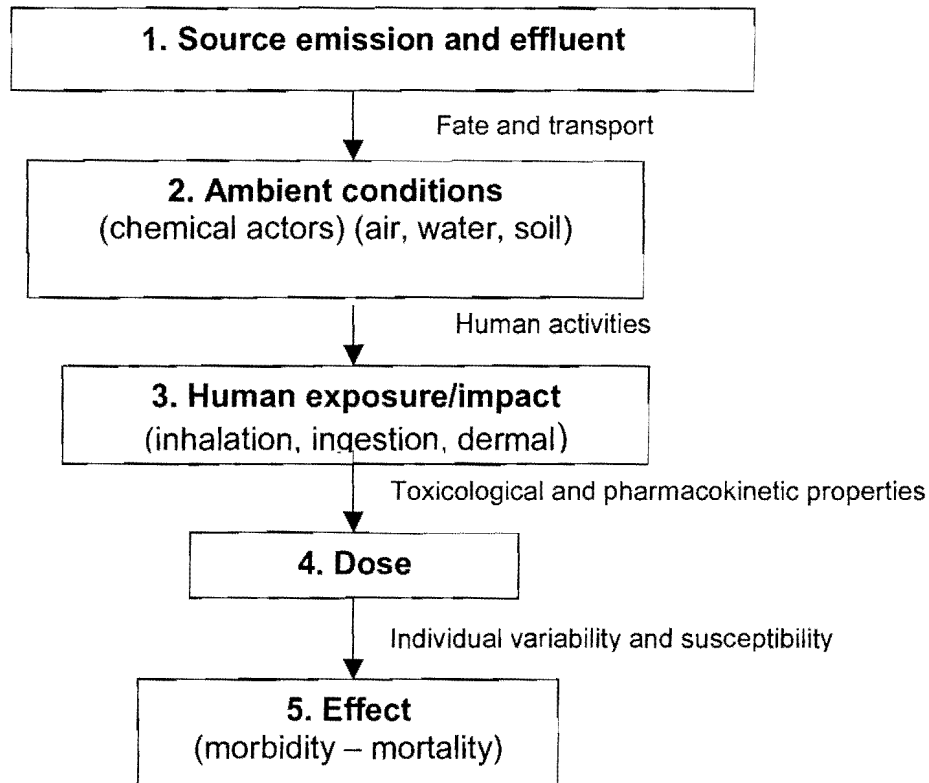 1. Source emission and effluent
Fate and transport
2. Ambient conditions
(chemical actors) (air, water, soil)
Human activities
3. Human exposure/impact
(inhalation, ingestion, dermal)
Toxicological and pharmacokinetic properties
4. Dose
Individual variability and susceptibility
5. Effect
(morbidity – mortality)